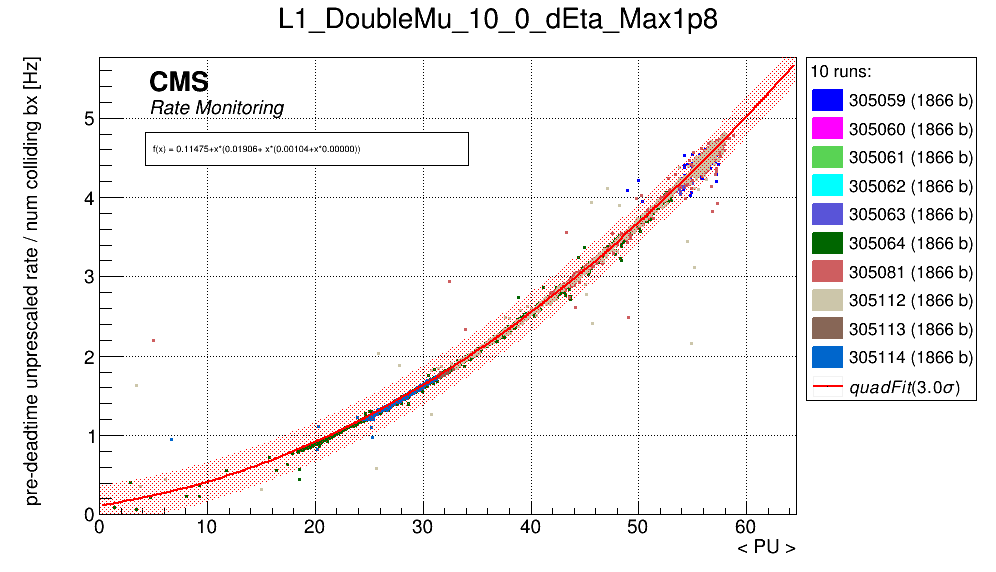 L1_DoubleMu_10_0_dEta_Max1p8
pre-deadtime unprescaled rate / num colliding bx [Hz]
CMS
Rate Monitoring
f(x) = 0.11475+x*(0.01906+ x*(0.00104+x*0.00000))
5
4
3
2
1
0
0 10 20 30 40 50 60
< PU >
10 runs:
305059 (1866 b)
305060 (1866 b)
305061 (1866 b)
305062 (1866 b)
305063 (1866 b)
305064 (1866 b)
305081 (1866 b)
305112 (1866 b)
305113 (1866 b)
305114 (1866 b)
quadFit(3.0σ)